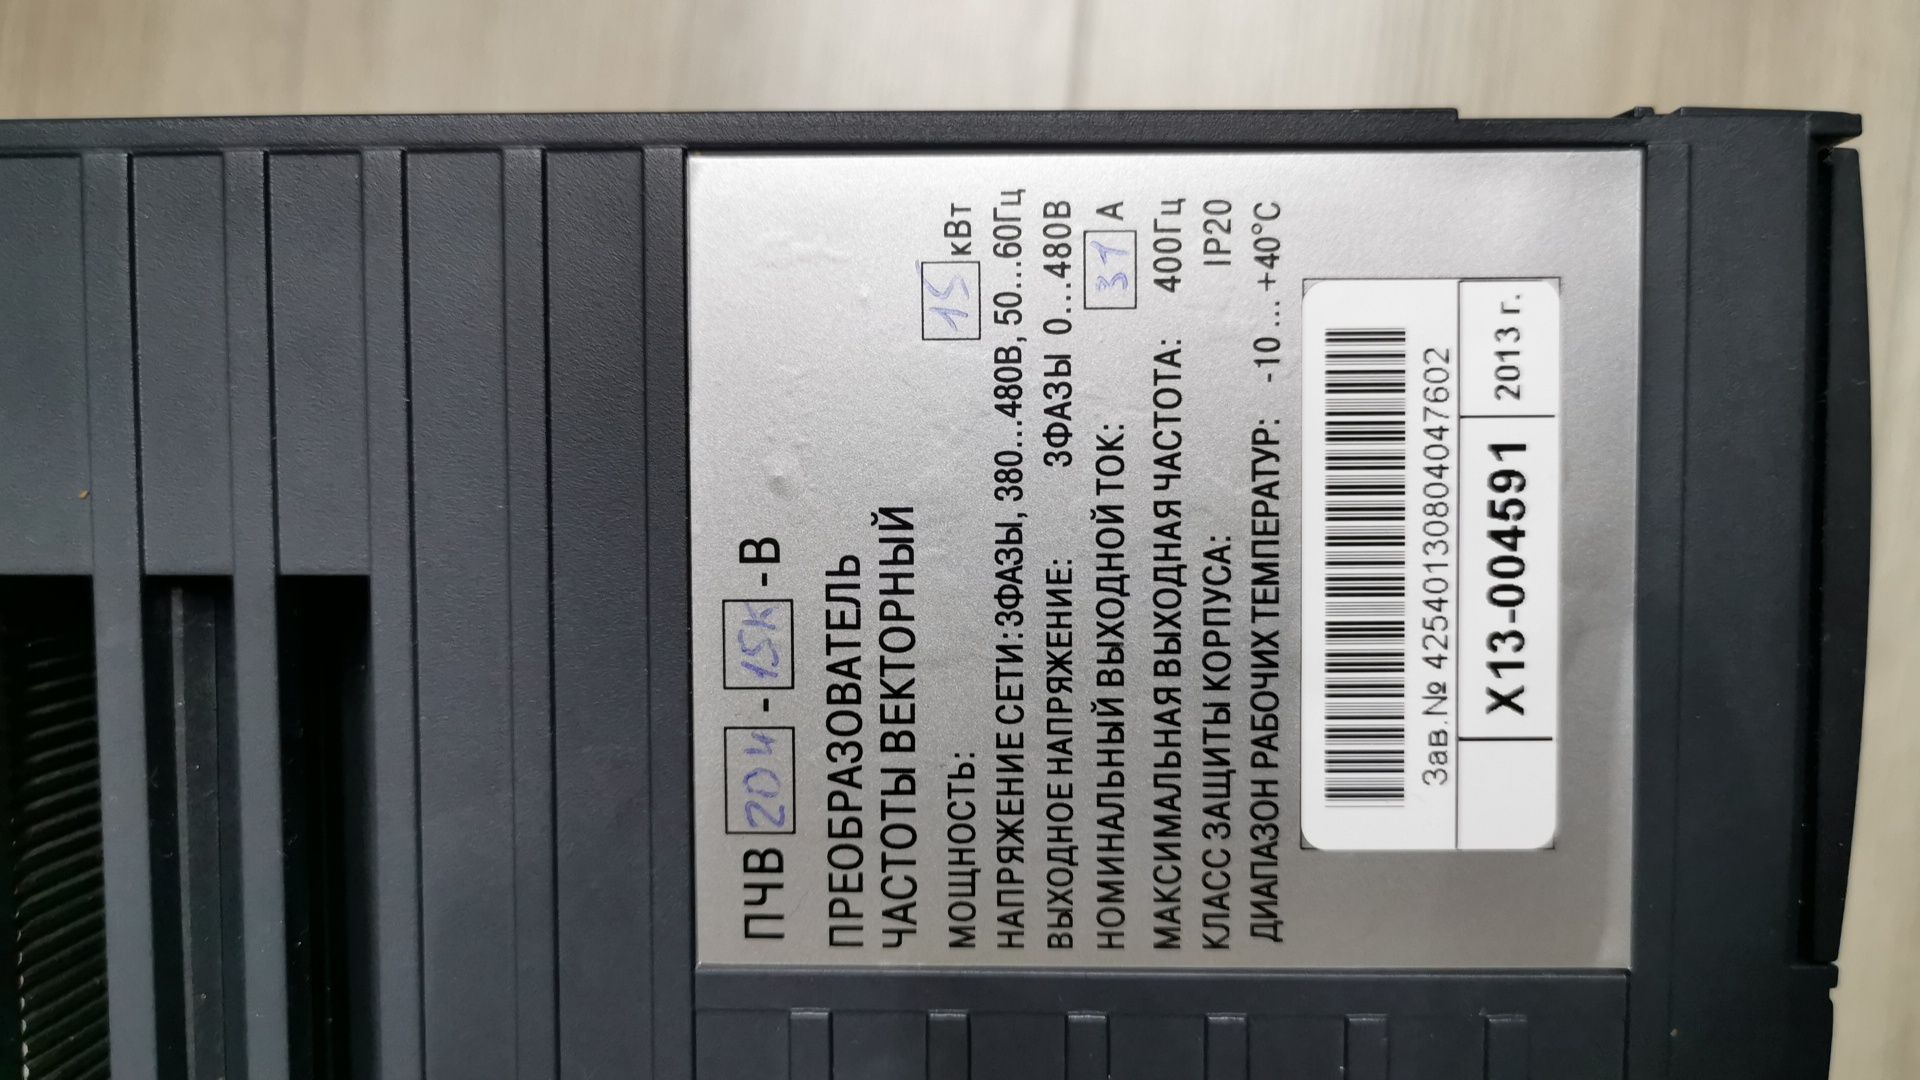 ПЧВ 204 - 15К -В
ПРЕОБРАЗОВАТЕЛЬ
ЧАСТОТЫ ВЕКТОРНЫЙ
МОЩНОСТЬ: 15 кВт
НАПРЯЖЕНИЕ СЕТИ: 3ФАЗЫ, 380...480В, 50...60Гц
ВЫХОДНОЕ НАПРЯЖЕНИЕ: 3ФАЗЫ 0...480В
НОМИНАЛЬНЫЙ ВЫХОДНОЙ ТОК: 31 А
МАКСИМАЛЬНАЯ ВЫХОДНАЯ ЧАСТОТА: 400Гц
КЛАСС ЗАЩИТЫ КОРПУСА: IP20
ДИАПАЗОН РАБОЧИХ ТЕМПЕРАТУР: -10... +40°С
Зав.№ 42540130804047602
Х13-004591 2013 г.